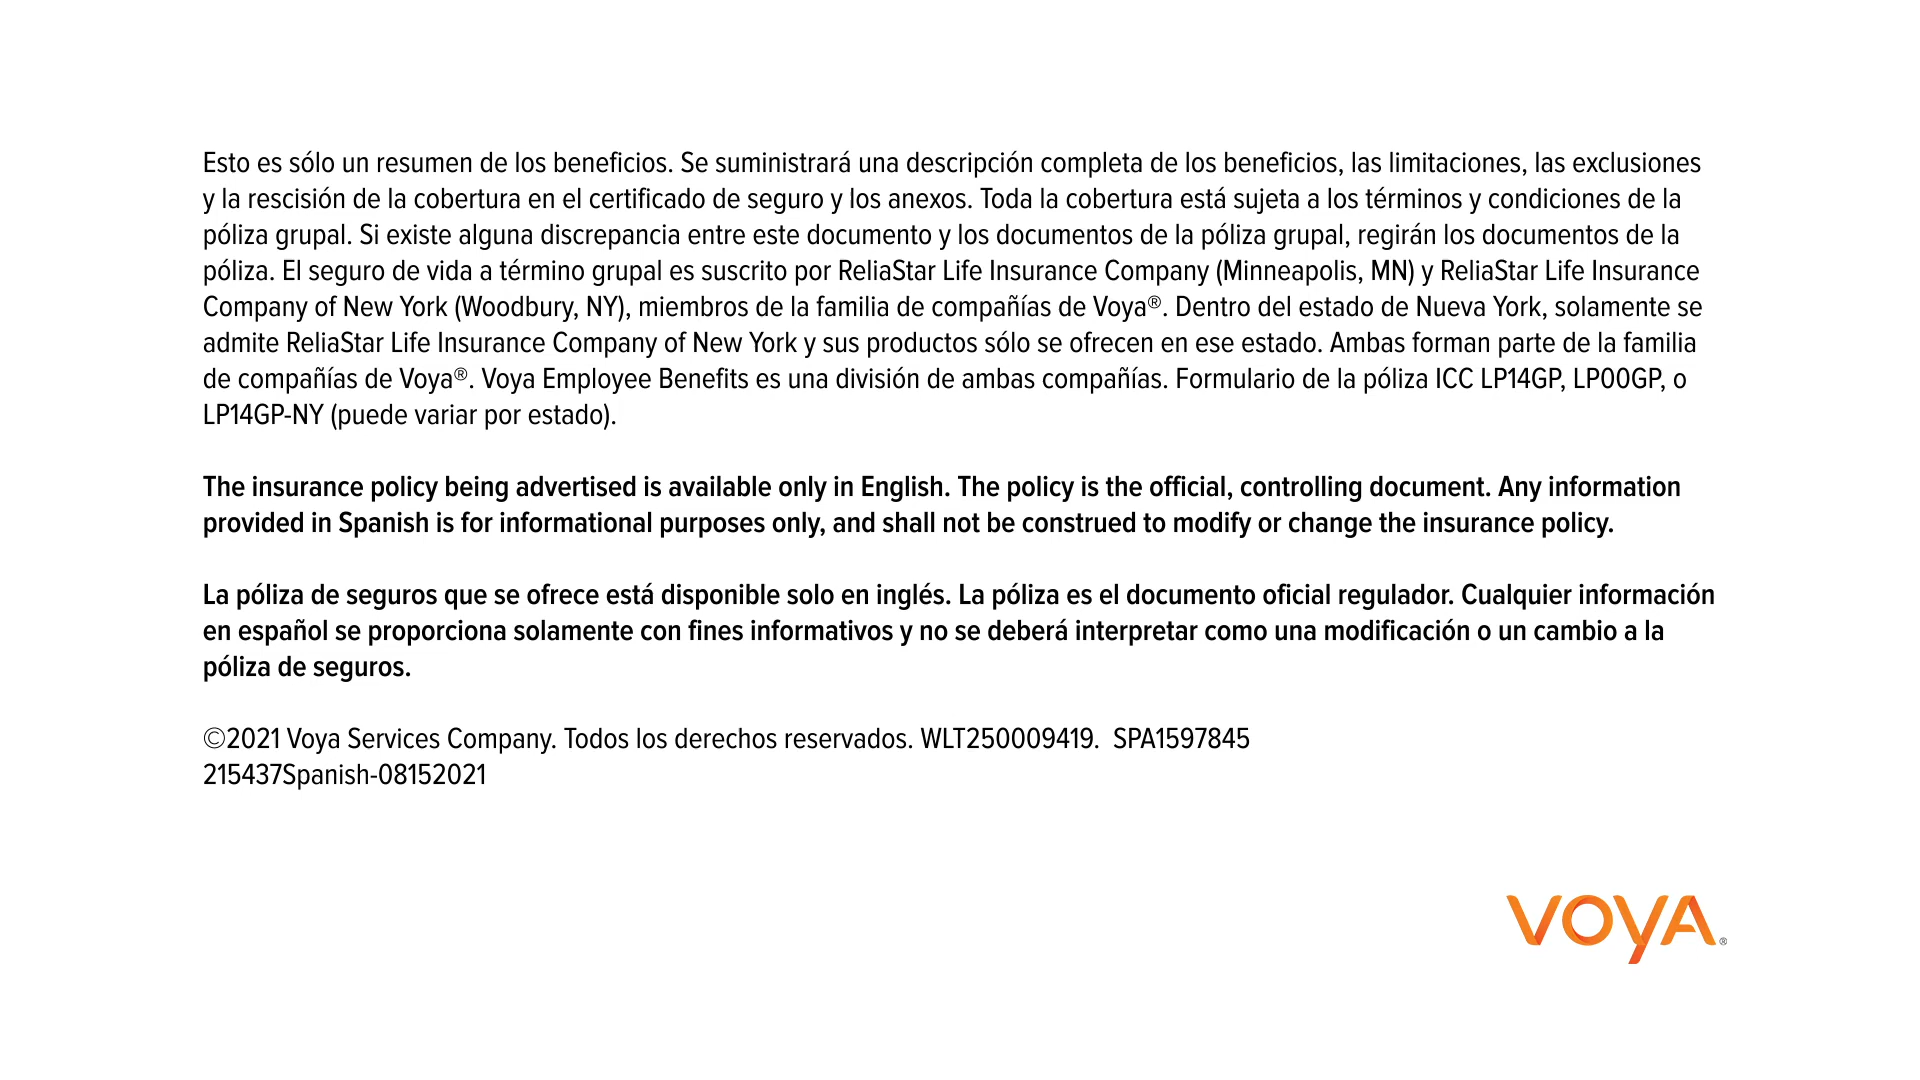 Esto es sólo un resumen de los beneficios. Se suministrará una descripción completa de los beneficios, las limitaciones, las exclusiones
y la rescisión de la cobertura en el certificado de seguro y los anexos. Toda la cobertura está sujeta a los términos y condiciones de la
póliza grupal. Si existe alguna discrepancia entre este documento y los documentos de la póliza grupal, regirán los documentos de la
póliza. El seguro de vida a término grupal es suscrito por ReliaStar Life Insurance Company (Minneapolis, MN) y ReliaStar Life Insurance
Company of New York (Woodbury, NY), miembros de la familia de compañías de Voya®. Dentro del estado de Nueva York, solamente se
admite ReliaStar Life Insurance Company of New York y sus productos sólo se ofrecen en ese estado. Ambas forman parte de la familia
de compañías de Voya®. Voya Employee Benefits es una división de ambas compañías. Formulario de la póliza ICC LP14GP, LP00GP, o
LP14GP-NY (puede variar por estado).
The insurance policy being advertised is available only in English. The policy is the official, controlling document. Any information
provided in Spanish is for informational purposes only, and shall not be construed to modify or change the insurance policy.
La póliza de seguros que se ofrece está disponible solo en inglés. La póliza es el documento oficial regulador. Cualquier información
en español se proporciona solamente con fines informativos y no se deberá interpretar como una modificación o un cambio a la
póliza de seguros.
©2021 Voya Services Company. Todos los derechos reservados. WLT250009419.  SPA1597845
215437Spanish-08152021
VOYA®